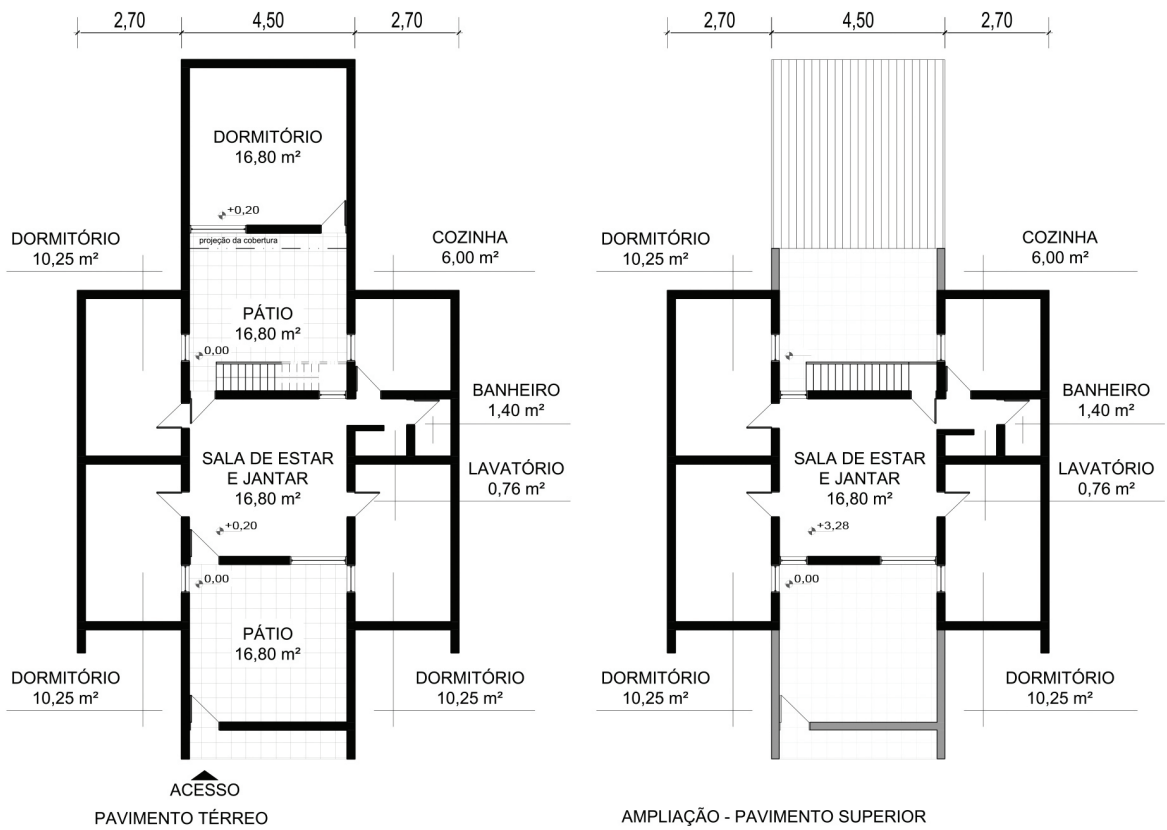 2,70
4,50
2,70
DORMITÓRIO
16,80 m²
+0,20
projeção da cobertura
DORMITÓRIO
10,25 m²
COZINHA
6,00 m²
PÁTIO
16,80 m²
0,00
BANHEIRO
1,40 m²
SALA DE ESTAR
E JANTAR
16,80 m²
LAVATÓRIO
0,76 m²
+0,20
0,00
PÁTIO
16,80 m²
DORMITÓRIO
10,25 m²
DORMITÓRIO
10,25 m²
ACESSO
PAVIMENTO TÉRREO
2,70
4,50
2,70
DORMITÓRIO
10,25 m²
COZINHA
6,00 m²
BANHEIRO
1,40 m²
SALA DE ESTAR
E JANTAR
16,80 m²
LAVATÓRIO
0,76 m²
+3,28
0,00
DORMITÓRIO
10,25 m²
DORMITÓRIO
10,25 m²
AMPLIAÇÃO - PAVIMENTO SUPERIOR